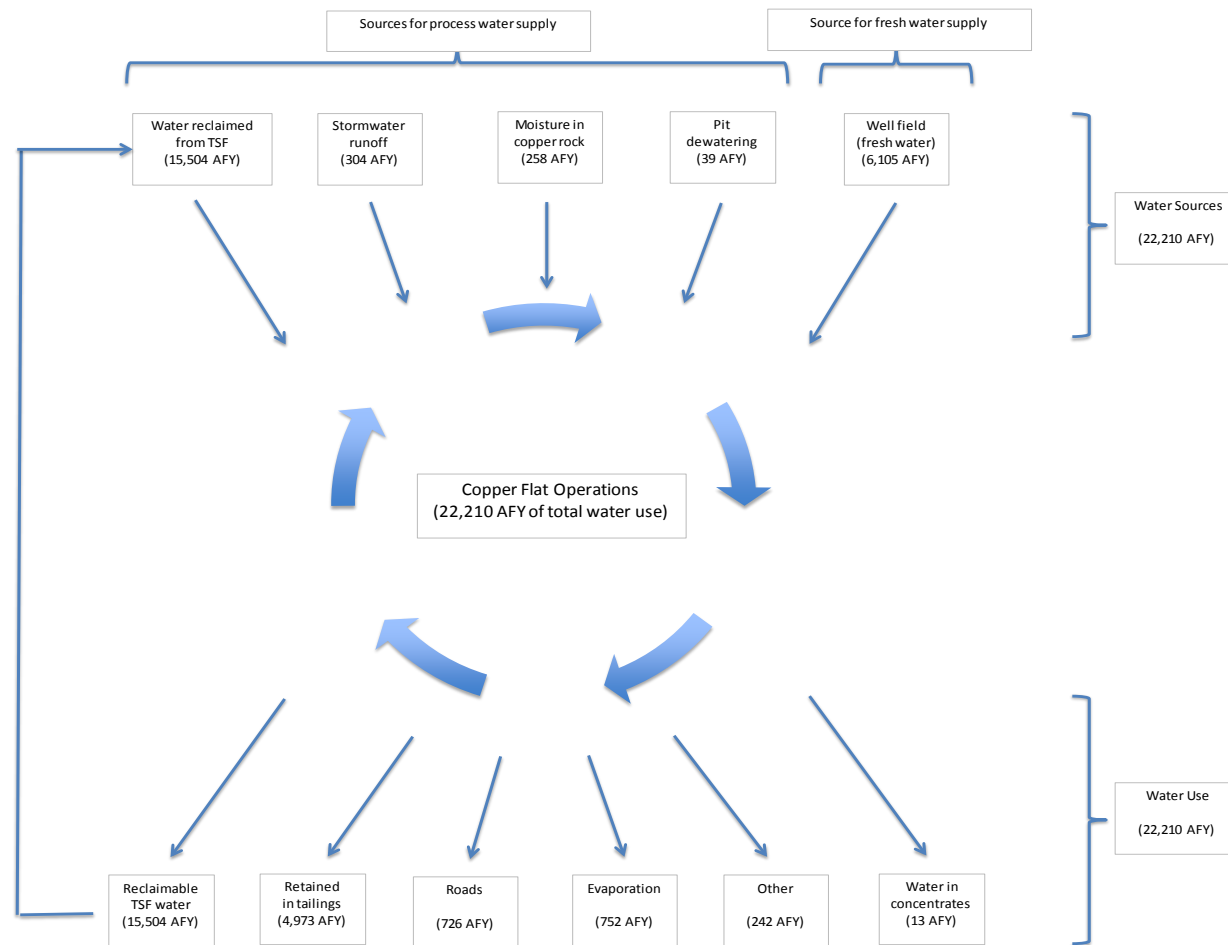 Sources for process water supply
Source for fresh water supply
Water reclaimed
from TSF
(15,504 AFY)
Stormwater
runoff
(304 AFY)
Moisture in
copper rock
(258 AFY)
Pit
dewatering
(39 AFY)
Well field
(fresh water)
(6,105 AFY)
Water Sources
(22,210 AFY)
Copper Flat Operations
(22,210 AFY of total water use)
Water Use
(22,210 AFY)
Reclaimable
TSF water
(15,504 AFY)
Retained
in tailings
(4,973 AFY)
Roads
(726 AFY)
Evaporation
(752 AFY)
Other
(242 AFY)
Water in
concentrates
(13 AFY)